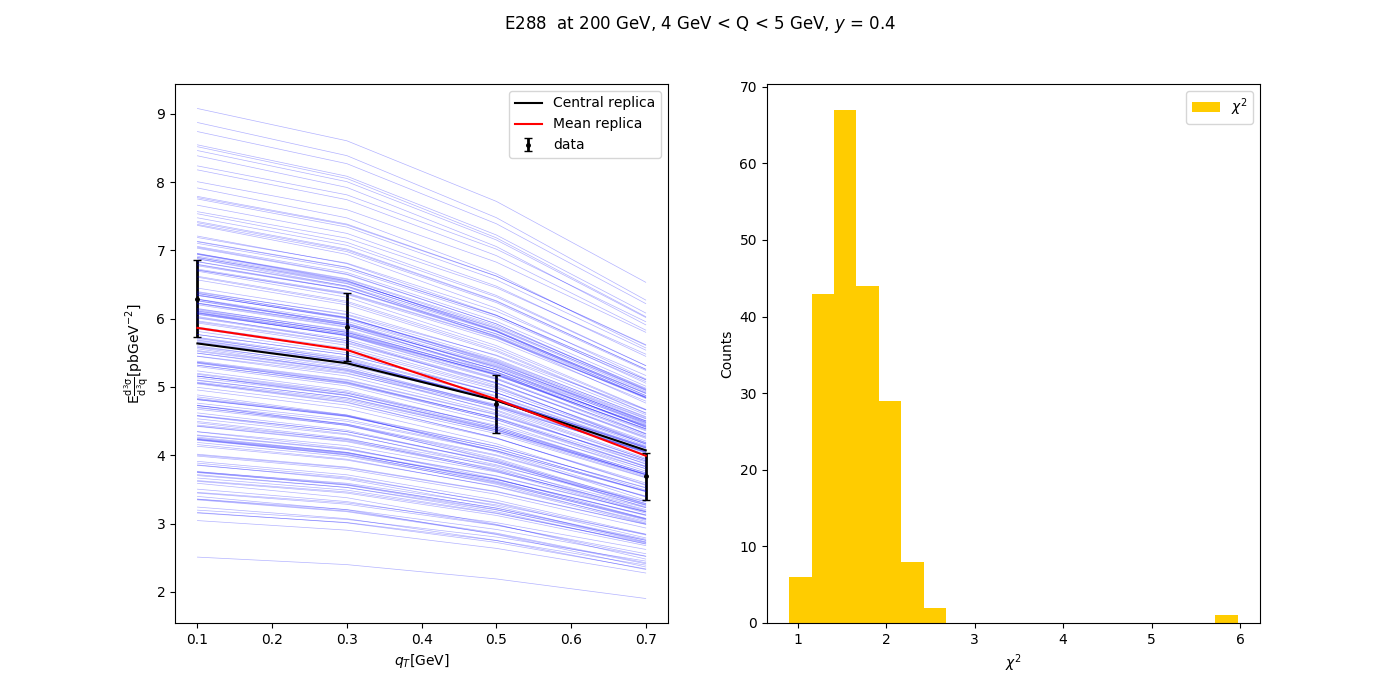 E288 at 200 GeV, 4 GeV < Q < 5 GeV, y = 0.4
Central replica
Mean replica
data
9
8
7
6
5
4
3
2
E d³σ/d³q [pbGeV⁻²]
0.1 0.2 0.3 0.4 0.5 0.6 0.7
q_T[GeV]
χ²
70
60
50
40
30
20
10
0
Counts
1 2 3 4 5 6
χ²